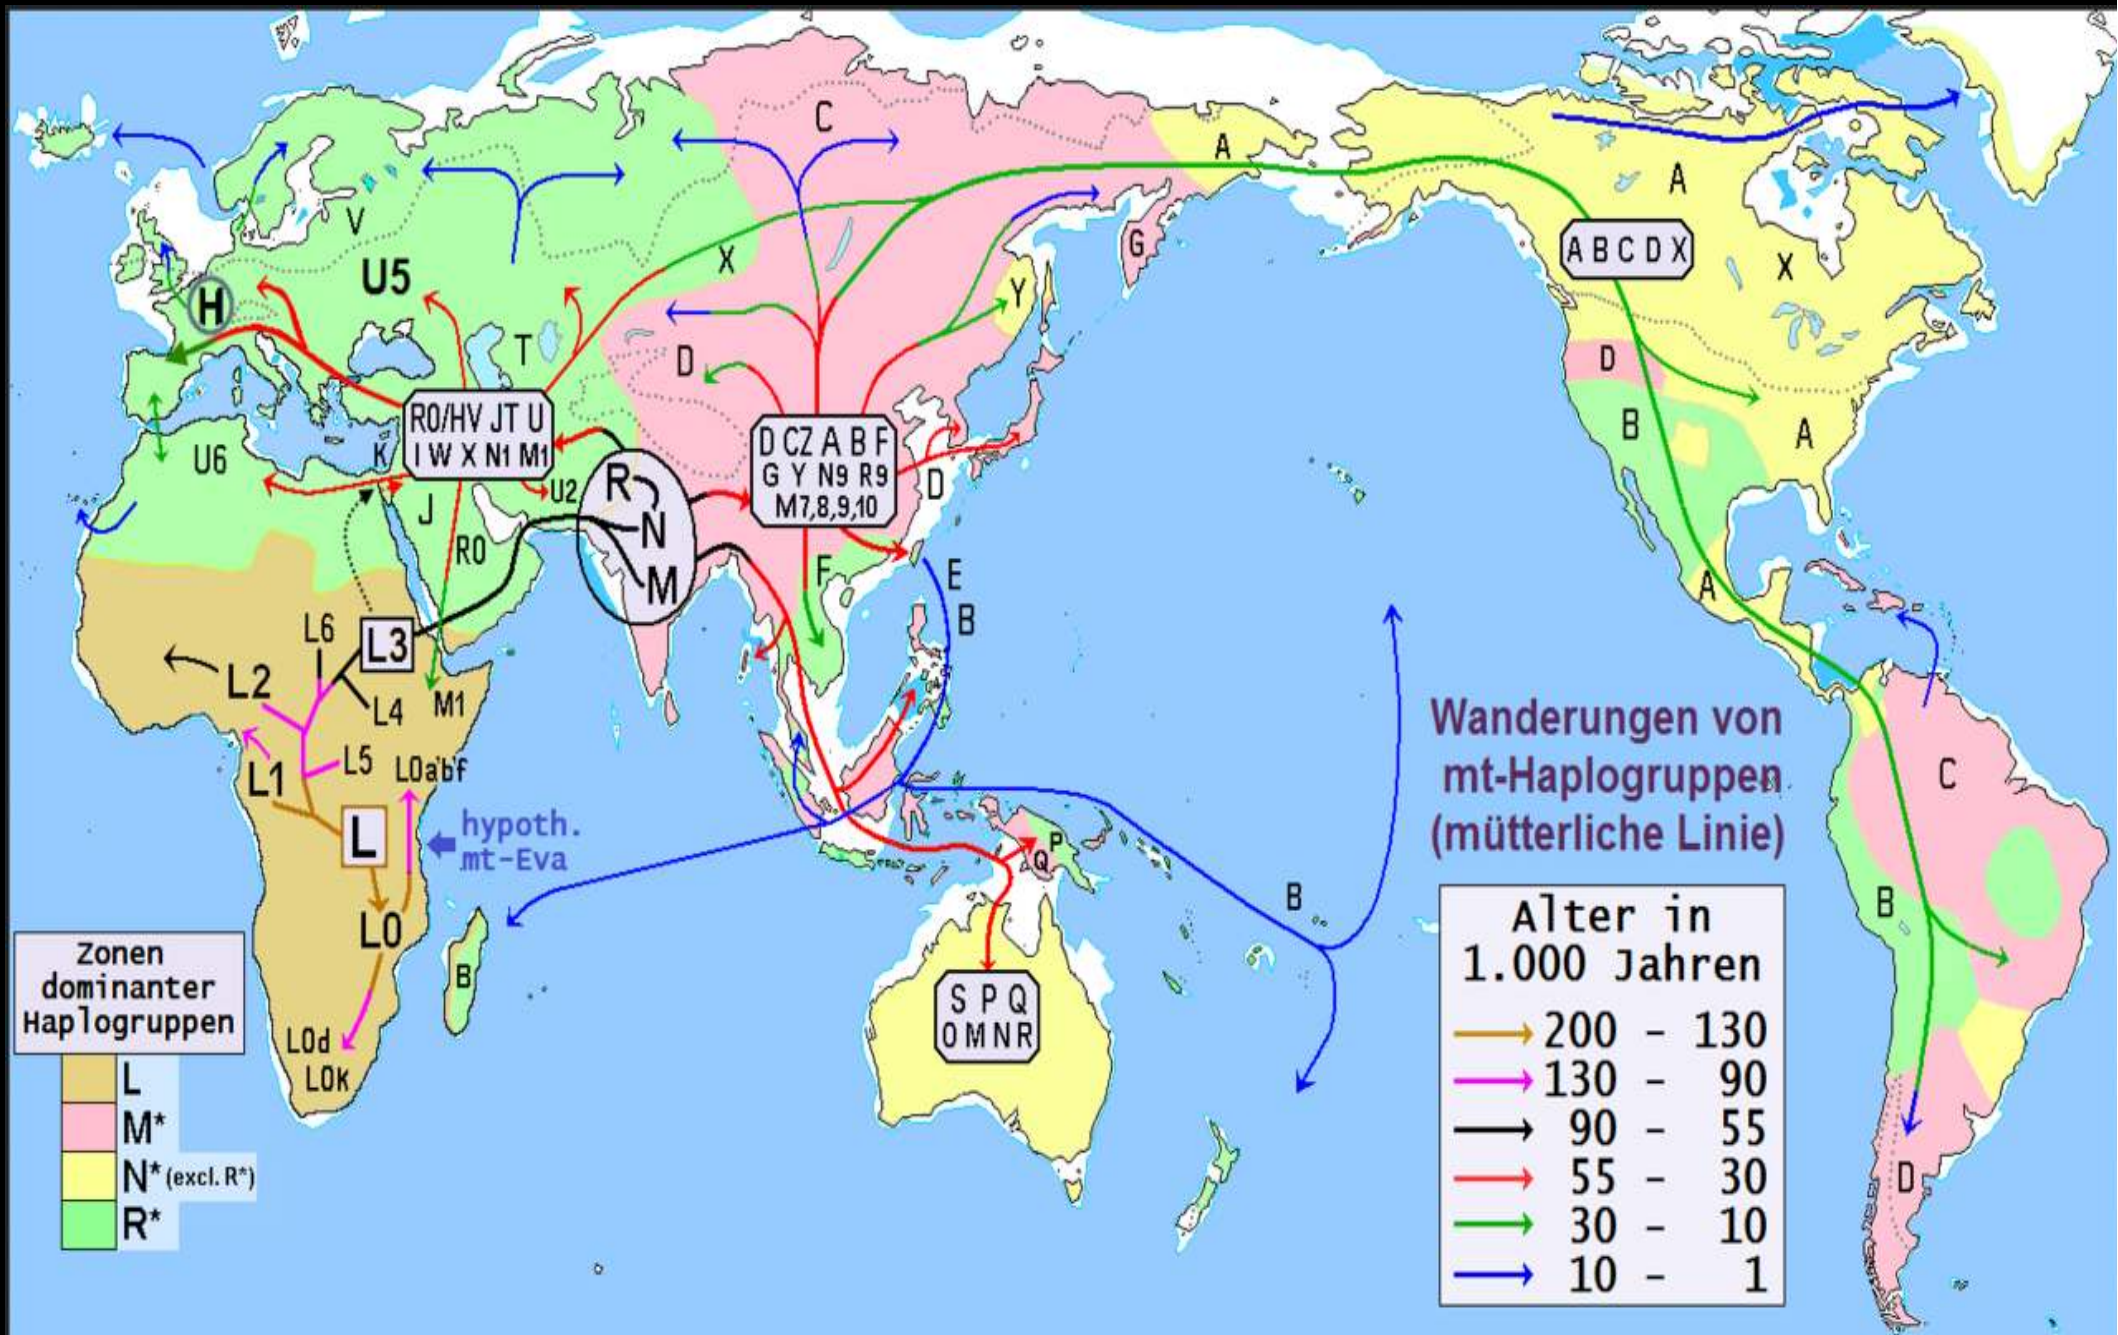 C
A
A
V
X
G
A B C D X
X
U5
H
Y
T
D
D
R0/HV JT U
I W X N1 M1
D CZ A B F
G Y N9 R9
M7,8,9,10
B
A
K
U6
U2
R
D
J
N
R0
M
F
E
B
A
L6
L3
L2
L4
M1
L5
L1
L0abf
L
hypoth.
mt-Eva
L0
L0d
L0K
B
Q
P
S P Q
O M N R
B
C
B
D
Wanderungen von
mt-Haplogruppen
(mütterliche Linie)
Zonen
dominanter
Haplogruppen
L
M*
N* (excl. R*)
R*
Alter in
1.000 Jahren
200 - 130
130 - 90
90 - 55
55 - 30
30 - 10
10 - 1